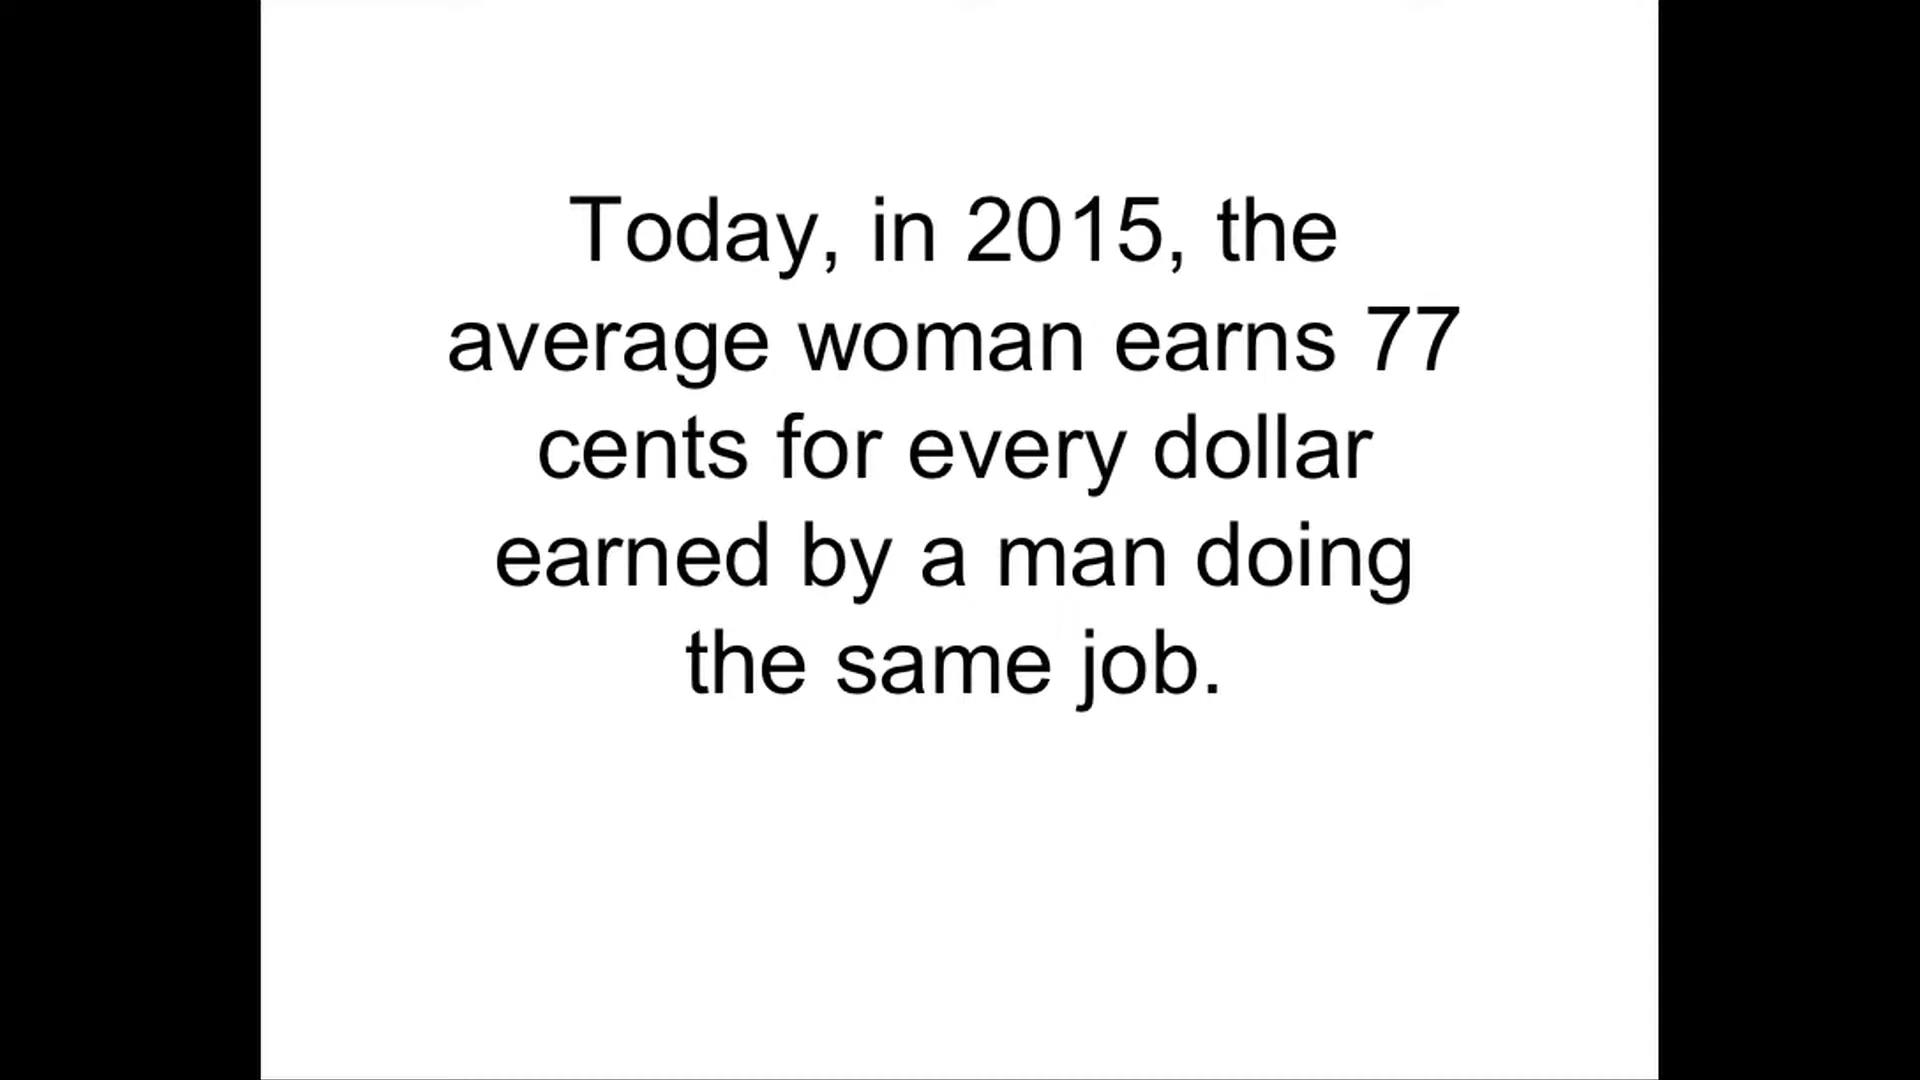 Today, in 2015, the
average woman earns 77
cents for every dollar
earned by a man doing
the same job.